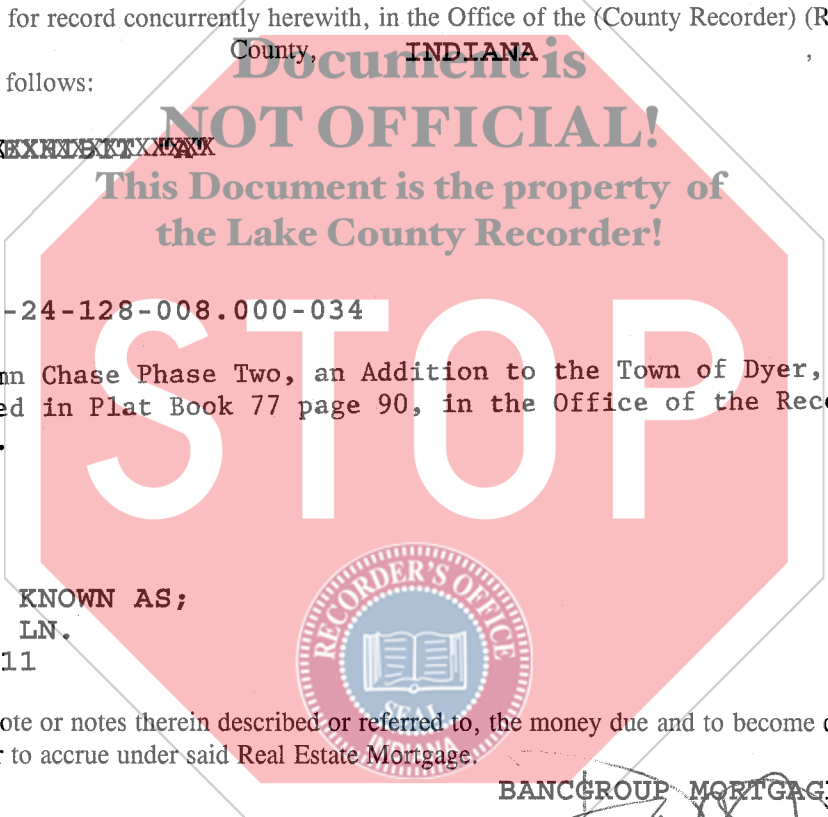 for record concurrently herewith, in the Office of the (County Recorder) (R
County, INDIANA ,
Document is
follows:
NOT OFFICIAL!
EXHIBIT "A"
This Document is the property of
the Lake County Recorder!
STOP
-24-128-008.000-034
nn Chase Phase Two, an Addition to the Town of Dyer,
ed in Plat Book 77 page 90, in the Office of the Rec
.
KNOWN AS;
LN.
11
RECORDER'S OFFICE
SEAL
INDIANA
ote or notes therein described or referred to, the money due and to become
to accrue under said Real Estate Mortgage.
BANCGROUP MORTGAG